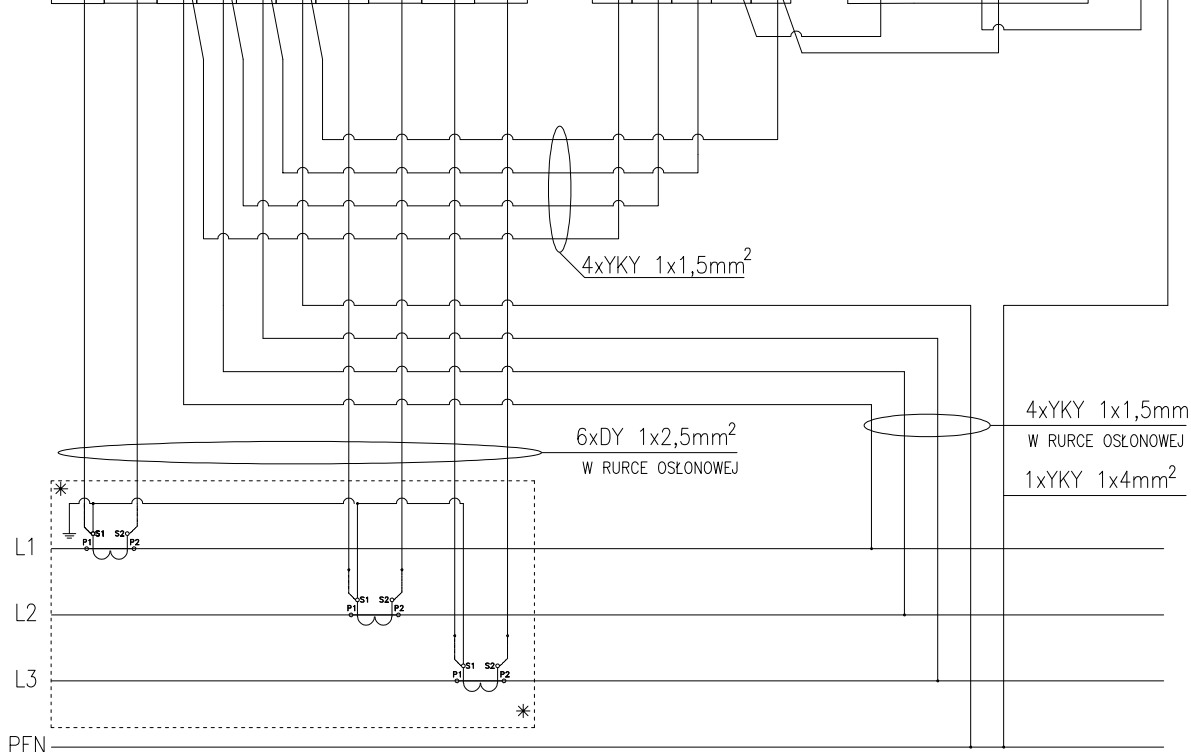 4xYKY 1x1,5mm²
4xYKY 1x1,5mm
W RURCE OSŁONOWEJ
6xDY 1x2,5mm²
W RURCE OSŁONOWEJ
1xYKY 1x4mm²
*
S1 S2
L1 P1 P2
S1 S2
L2 P1 P2
S1 S2
L3 P1 P2
*
PEN